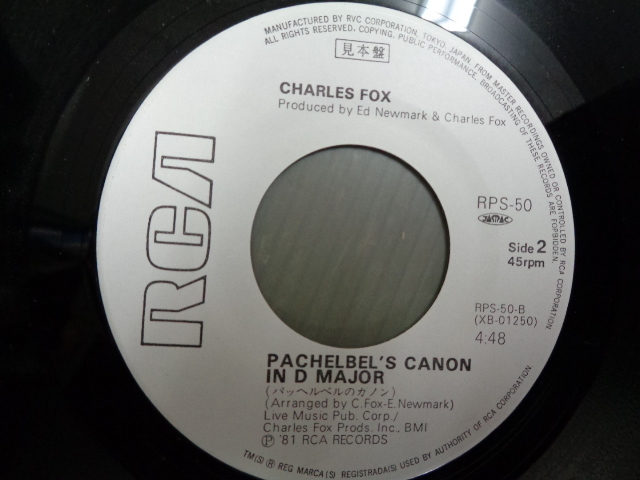 MANUFACTURED BY RVC CORPORATION, TOKYO, JAPAN. FROM MASTER RECORDINGS OWNED OR CONTROLLED BY RCA CORPORATION
ALL RIGHTS RESERVED, COPYING, PUBLIC PERFORMANCE, BROADCASTING OF THESE RECORDS ARE FORBIDDEN.
見本盤
CHARLES FOX
Produced by Ed Newmark & Charles Fox
RCA
RPS-50
JASRAC
Side 2
45rpm
RPS-50-B
(XB-01250)
4:48
PACHELBEL'S CANON
IN D MAJOR
(パッヘルベルのカノン)
(Arranged by C.Fox-E.Newmark)
Live Music Pub. Corp./
Charles Fox Prods. Inc., BMI
Ⓟ '81 RCA RECORDS
TM(S) ® REG MARCA(S) REGISTRADA(S) USED BY AUTHORITY OF RCA CORPORATION